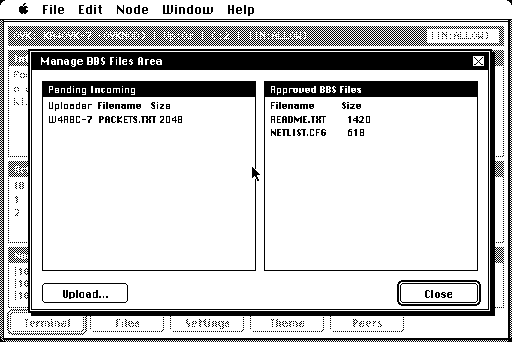 File Edit Node Window Help
Manage BBS Files Area
Pending Incoming
Uploader Filename Size
W4ABC-7 PACKETS.TXT 2048
Approved BBS Files
Filename Size
README.TXT 1420
NETLIST.CFG 618
Upload...
Close
Terminal Files Settings Theme Peers